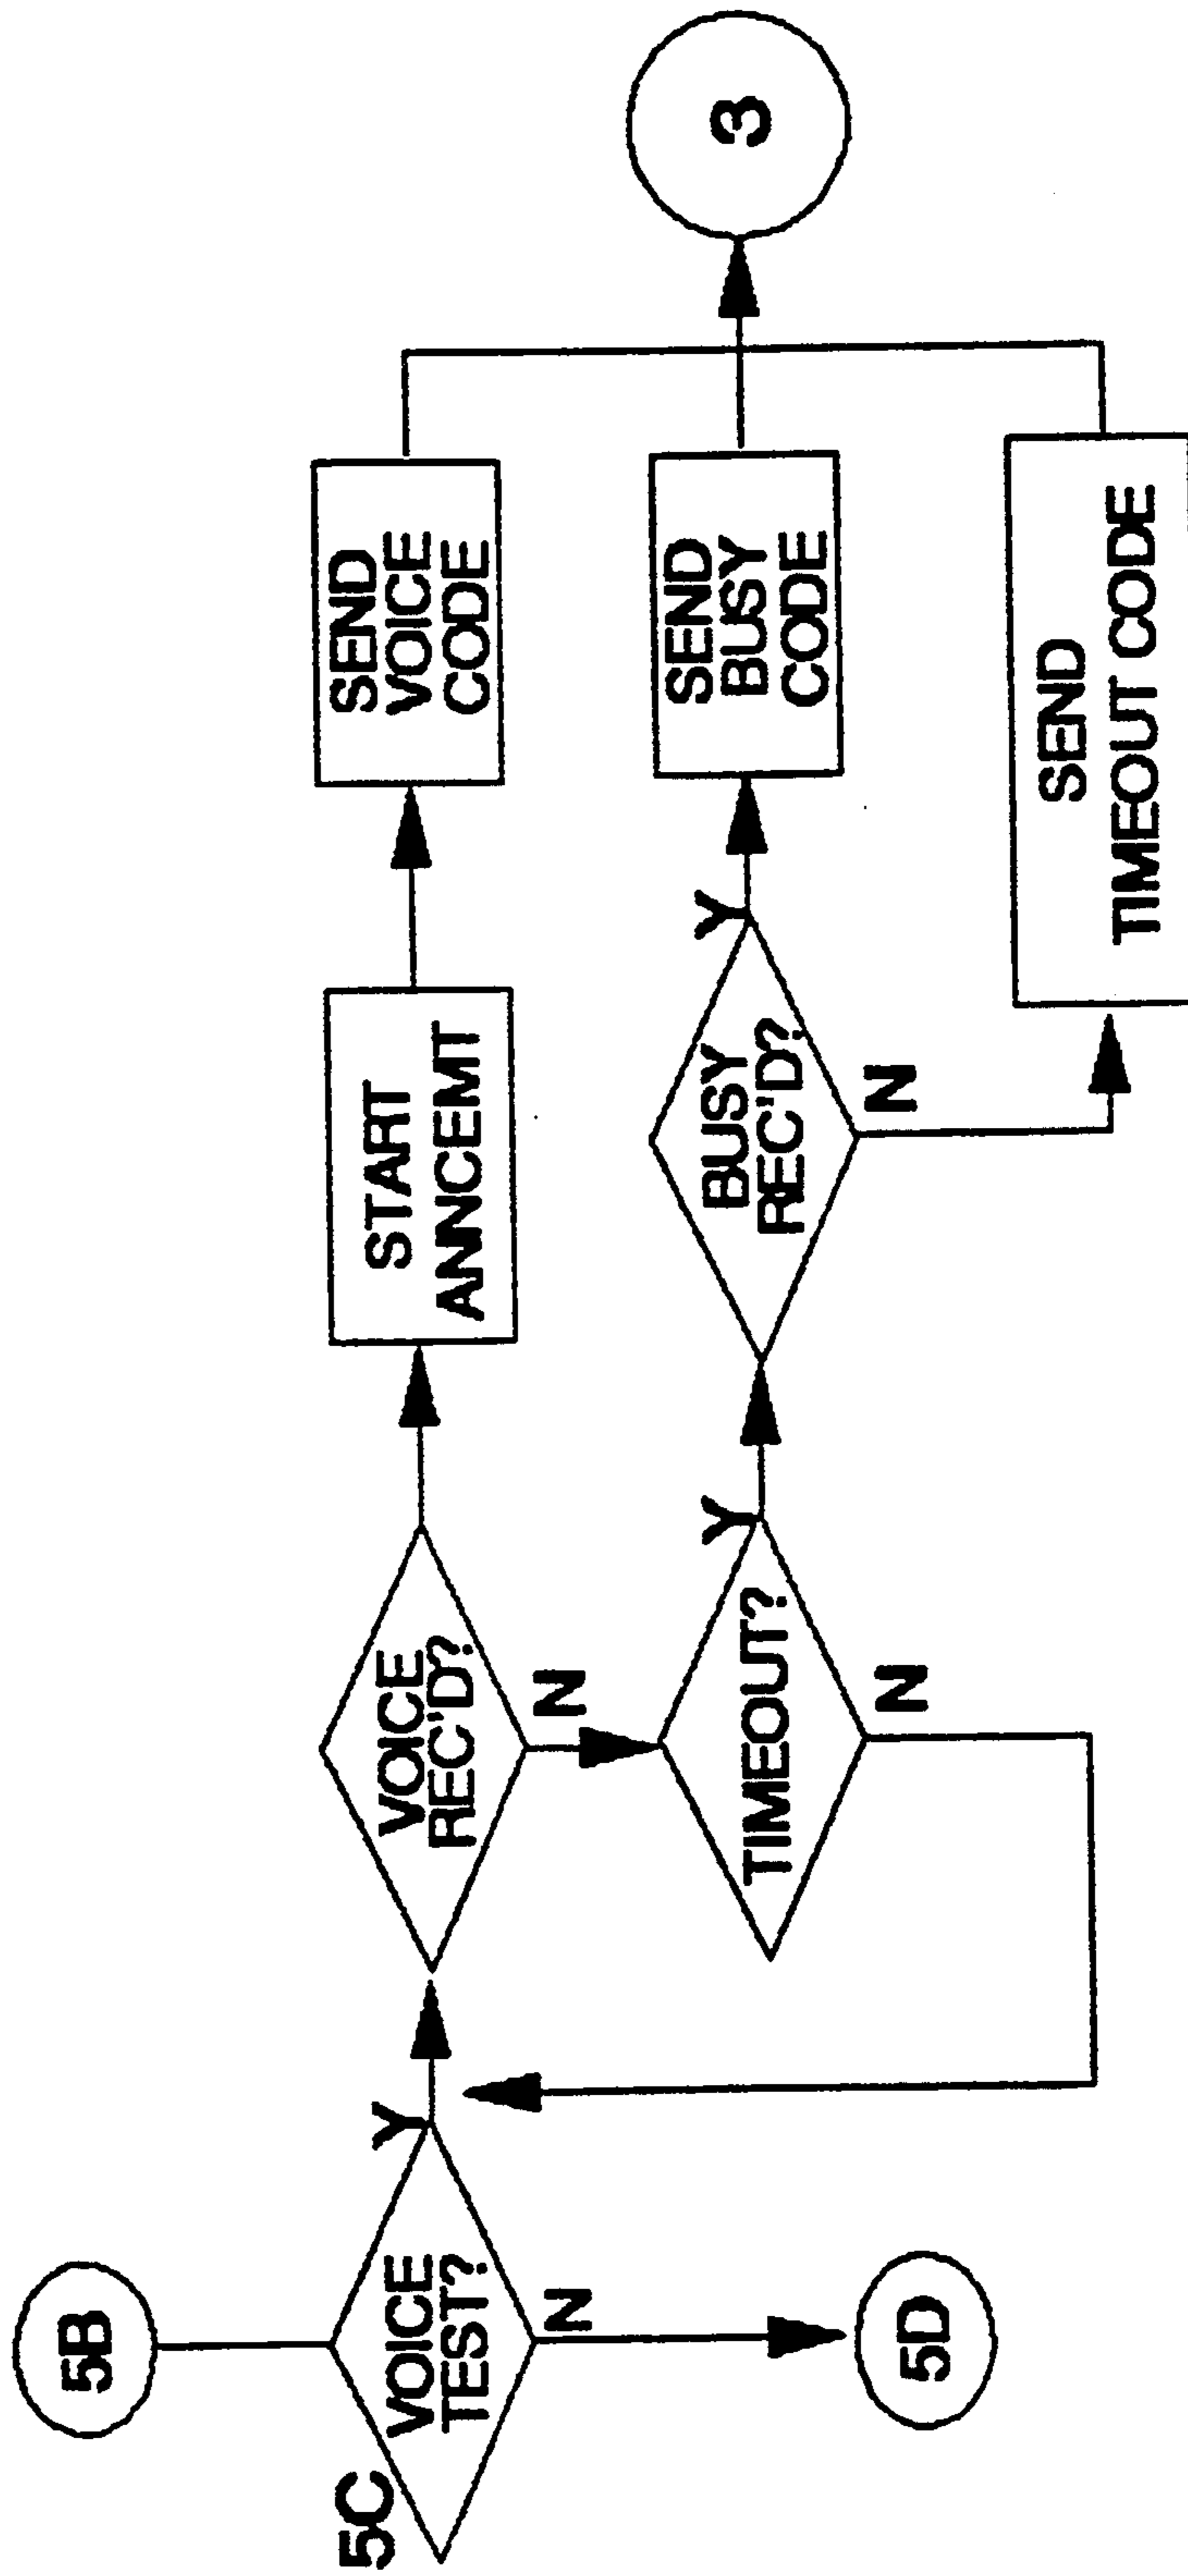 5B
5C
VOICE
TEST?
Y
N
5D
VOICE
REC'D?
N
START
ANNCEMT
SEND
VOICE
CODE
TIMEOUT?
Y
N
BUSY
REC'D?
Y
N
SEND
BUSY
CODE
SEND
TIMEOUT CODE
3